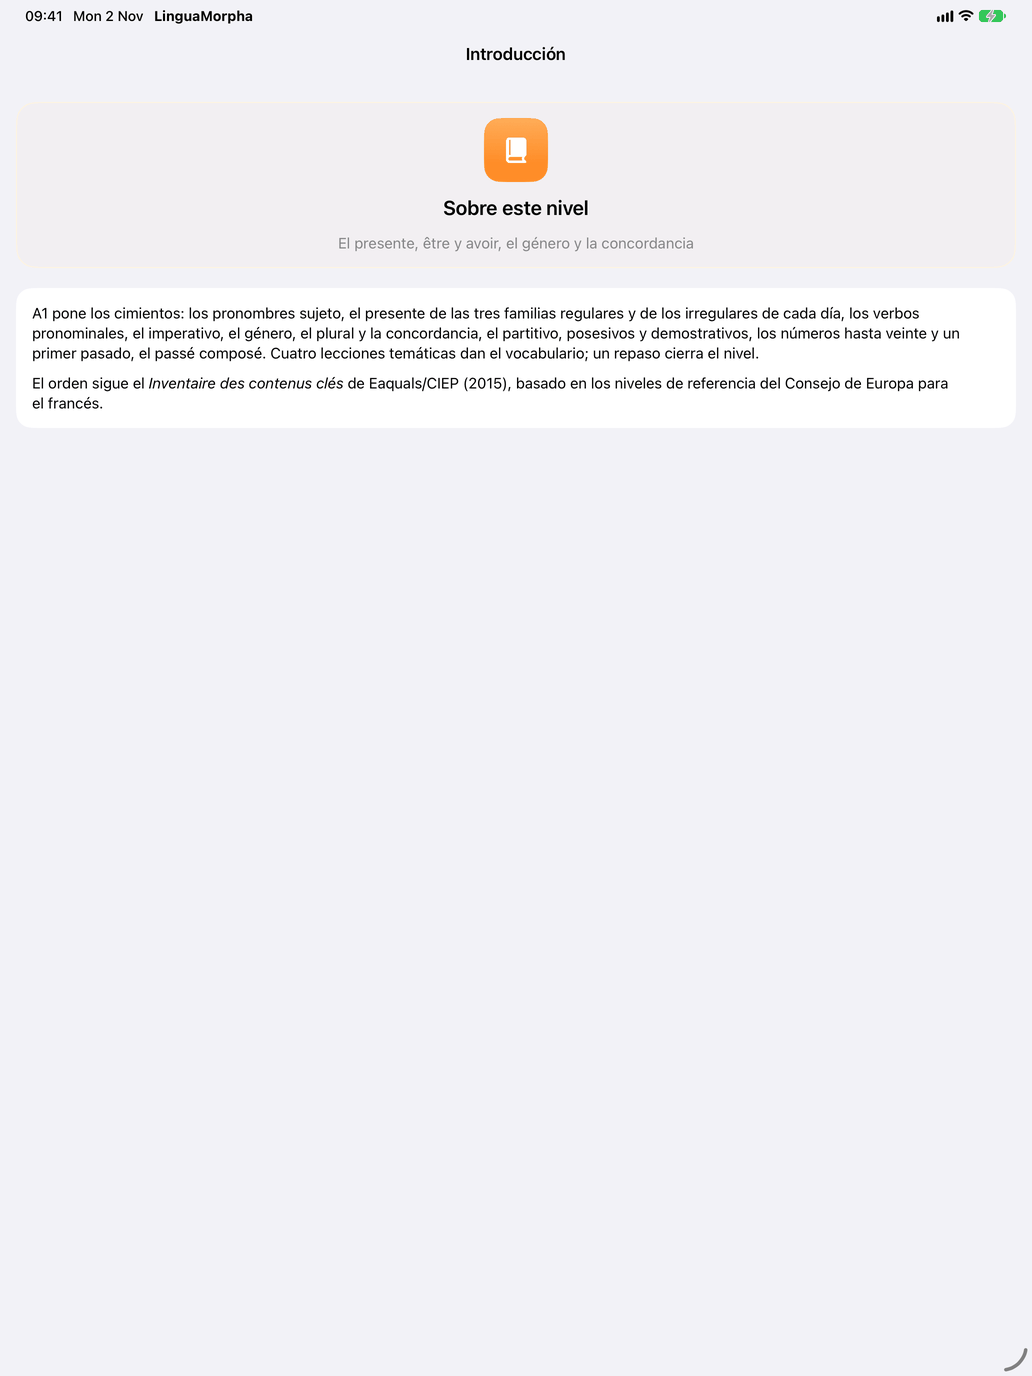 09:41 Mon 2 Nov LinguaMorpha
Introducción
Sobre este nivel
El presente, être y avoir, el género y la concordancia
A1 pone los cimientos: los pronombres sujeto, el presente de las tres familias regulares y de los irregulares de cada día, los verbos
pronominales, el imperativo, el género, el plural y la concordancia, el partitivo, posesivos y demostrativos, los números hasta veinte y un
primer pasado, el passé composé. Cuatro lecciones temáticas dan el vocabulario; un repaso cierra el nivel.
El orden sigue el Inventaire des contenus clés de Eaquals/CIEP (2015), basado en los niveles de referencia del Consejo de Europa para
el francés.